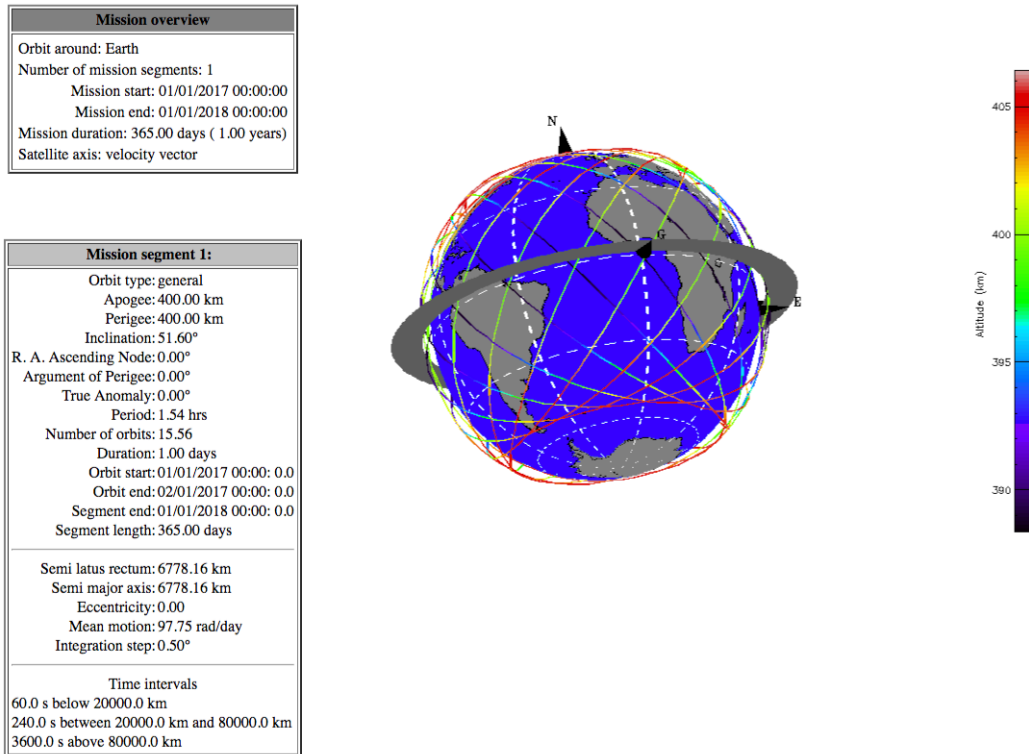 Mission overview
Orbit around: Earth
Number of mission segments: 1
Mission start: 01/01/2017 00:00:00
Mission end: 01/01/2018 00:00:00
Mission duration: 365.00 days ( 1.00 years)
Satellite axis: velocity vector
Mission segment 1:
Orbit type: general
Apogee: 400.00 km
Perigee: 400.00 km
Inclination: 51.60°
R. A. Ascending Node: 0.00°
Argument of Perigee: 0.00°
True Anomaly: 0.00°
Period: 1.54 hrs
Number of orbits: 15.56
Duration: 1.00 days
Orbit start: 01/01/2017 00:00: 0.0
Orbit end: 02/01/2017 00:00: 0.0
Segment end: 01/01/2018 00:00: 0.0
Segment length: 365.00 days
Semi latus rectum: 6778.16 km
Semi major axis: 6778.16 km
Eccentricity: 0.00
Mean motion: 97.75 rad/day
Integration step: 0.50°
Time intervals
60.0 s below 20000.0 km
240.0 s between 20000.0 km and 80000.0 km
3600.0 s above 80000.0 km
N
G
E
405
400
395
390
Altitude (km)